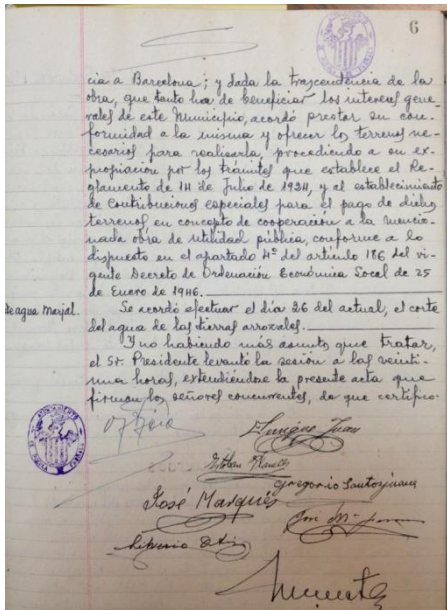 6
cia a Barcelona; y dada la trascendencia de la
obra, que tanto ha de beneficiar los intereses gene-
rales de este Municipio, acordó prestar su con-
formidad a la misma y ofrecer los terrenos ne-
cesarios para realizarla, procediendo a su ex-
propiación por los trámites que establece el Re-
glamento de 14 de Julio de 1924, y al establecimiento
de Contribuciones especiales para el pago de dichos
terrenos en concepto de cooperación a la mencio-
nada obra de utilidad pública, conforme a lo
dispuesto en el apartado 4º del artículo 186 del vi-
gente Decreto de Ordenación Económica Local de 25
de Enero de 1946.
te agua Marjal.
Se acordó efectuar el día 26 del actual, el corte
del agua de las tierras arrozales.
Y no habiendo más asuntos que tratar,
el Sr. Presidente levantó la sesión a las veinti-
una horas, extendiéndose la presente acta que
firman los señores concurrentes, de que certifico.
Enrique Juan
Esteban
Gregorio
José Marqués